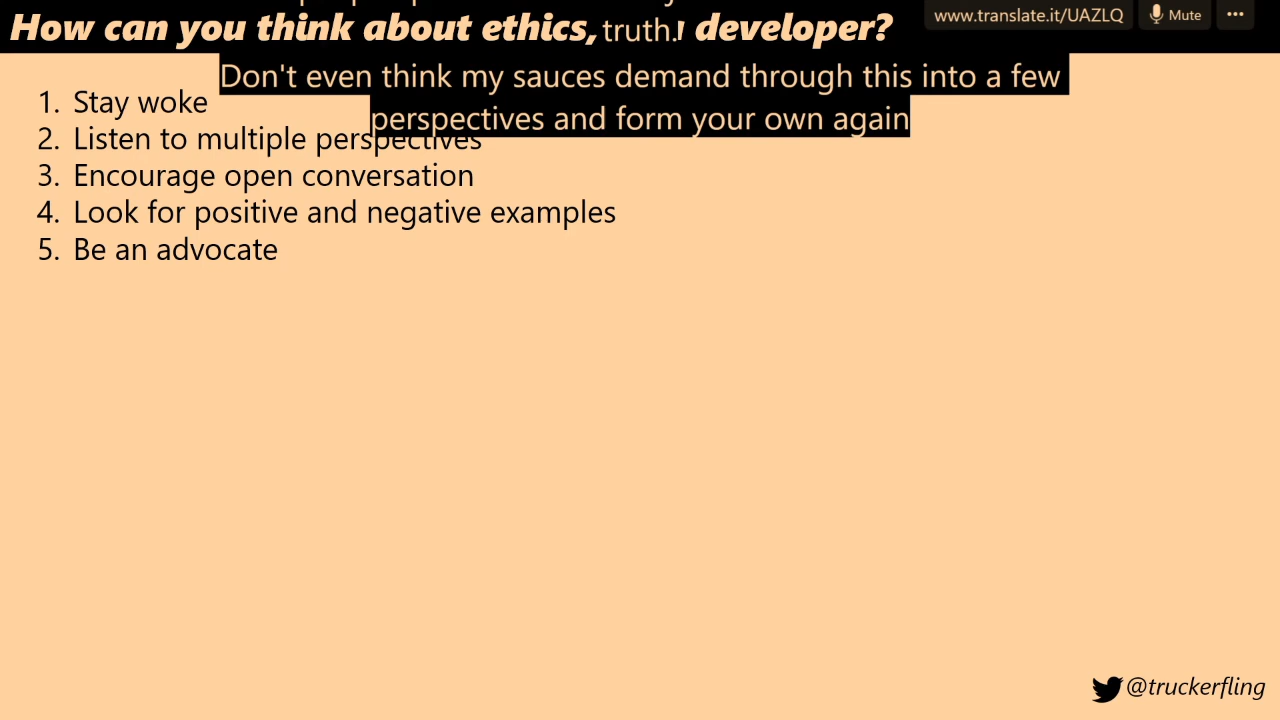 How can you think about ethics, truth. developer?
www.translate.it/UAZLQ
Mute
Don't even think my sauces demand through this into a few
perspectives and form your own again
1. Stay woke
2. Listen to multiple perspectives
3. Encourage open conversation
4. Look for positive and negative examples
5. Be an advocate
@truckerfling